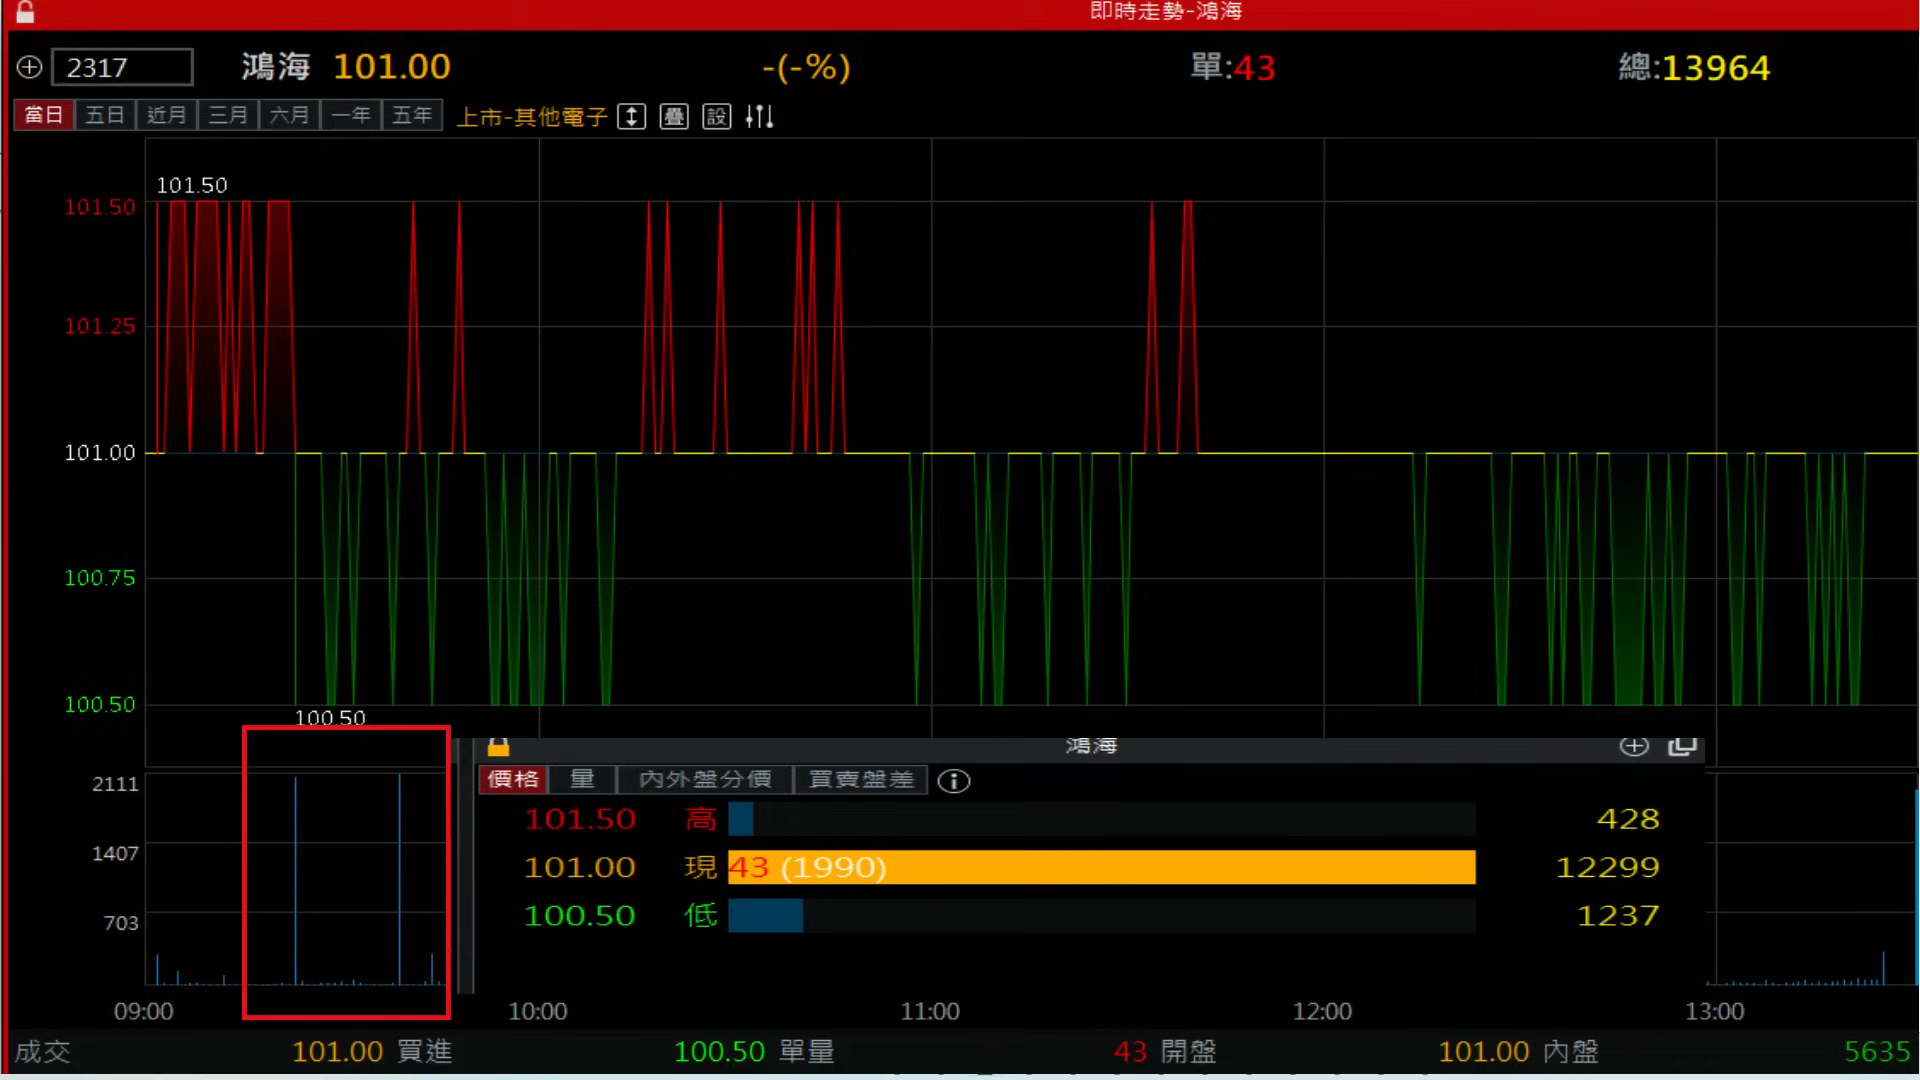 即時走勢-鴻海
2317 鴻海 101.00 -(-%) 單:43 總:13964
當日 五日 近月 三月 六月 一年 五年 上市-其他電子 疊 設
101.50
101.50
101.25
101.00
100.75
100.50
100.50
鴻海
價格 量 內外盤分價 買賣盤差
2111
101.50 高 428
1407
101.00 現 43 (1990) 12299
703
100.50 低 1237
09:00 10:00 11:00 12:00 13:00
成交 101.00 買進 100.50 單量 43 開盤 101.00 內盤 5635